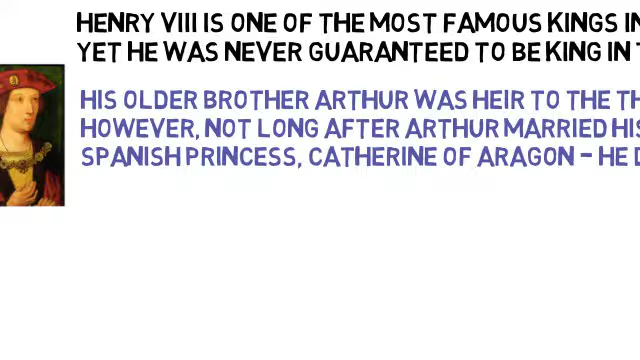 HENRY VIII IS ONE OF THE MOST FAMOUS KINGS IN
YET HE WAS NEVER GUARANTEED TO BE KING IN
HIS OLDER BROTHER ARTHUR WAS HEIR TO THE
HOWEVER, NOT LONG AFTER ARTHUR MARRIED
SPANISH PRINCESS, CATHERINE OF ARAGON - HE